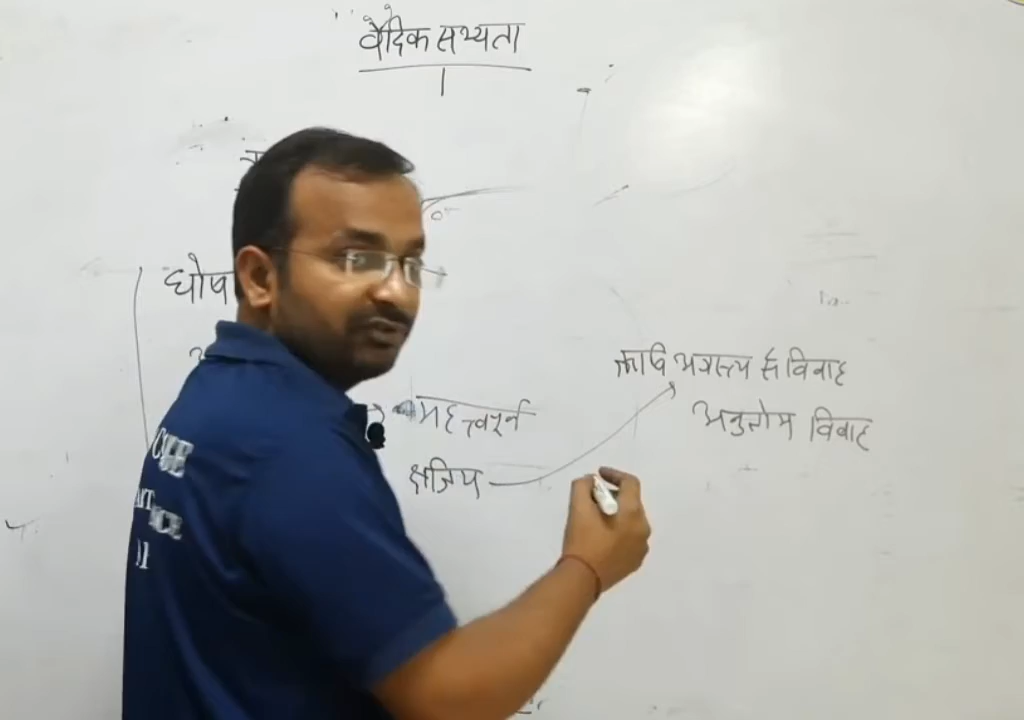 वैदिक सभ्यता
घोष
ऋषि अगस्त्य से विवाह
महत्त्वपूर्न
अनुलोम विवाह
क्षत्रिय